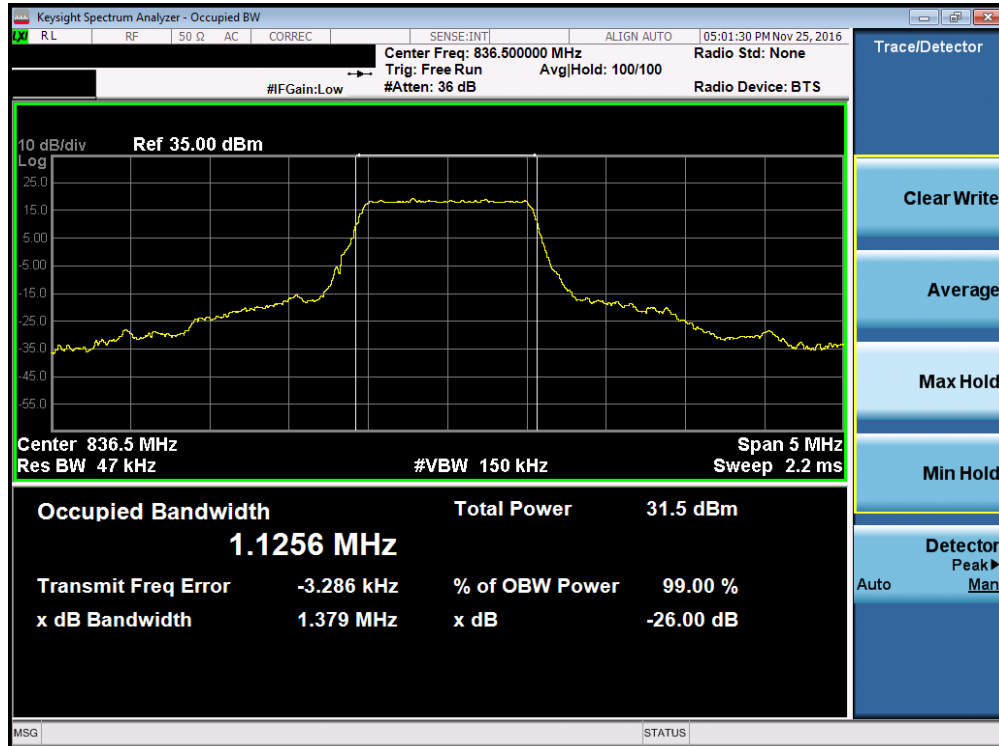 Keysight Spectrum Analyzer - Occupied BW
LXI RL RF 50 Ω AC CORREC SENSE:INT ALIGN AUTO 05:01:30 PM Nov 25, 2016
Center Freq: 836.500000 MHz Radio Std: None
Trig: Free Run Avg|Hold: 100/100
#IFGain:Low #Atten: 36 dB Radio Device: BTS
Trace/Detector
10 dB/div Ref 35.00 dBm
Log
25.0
15.0
5.00
-5.00
-15.0
-25.0
-35.0
-45.0
-55.0
Center 836.5 MHz Span 5 MHz
Res BW 47 kHz #VBW 150 kHz Sweep 2.2 ms
Occupied Bandwidth Total Power 31.5 dBm
1.1256 MHz
Transmit Freq Error -3.286 kHz % of OBW Power 99.00 %
x dB Bandwidth 1.379 MHz x dB -26.00 dB
Clear Write
Average
Max Hold
Min Hold
Detector
Peak▶
Auto Man
MSG STATUS